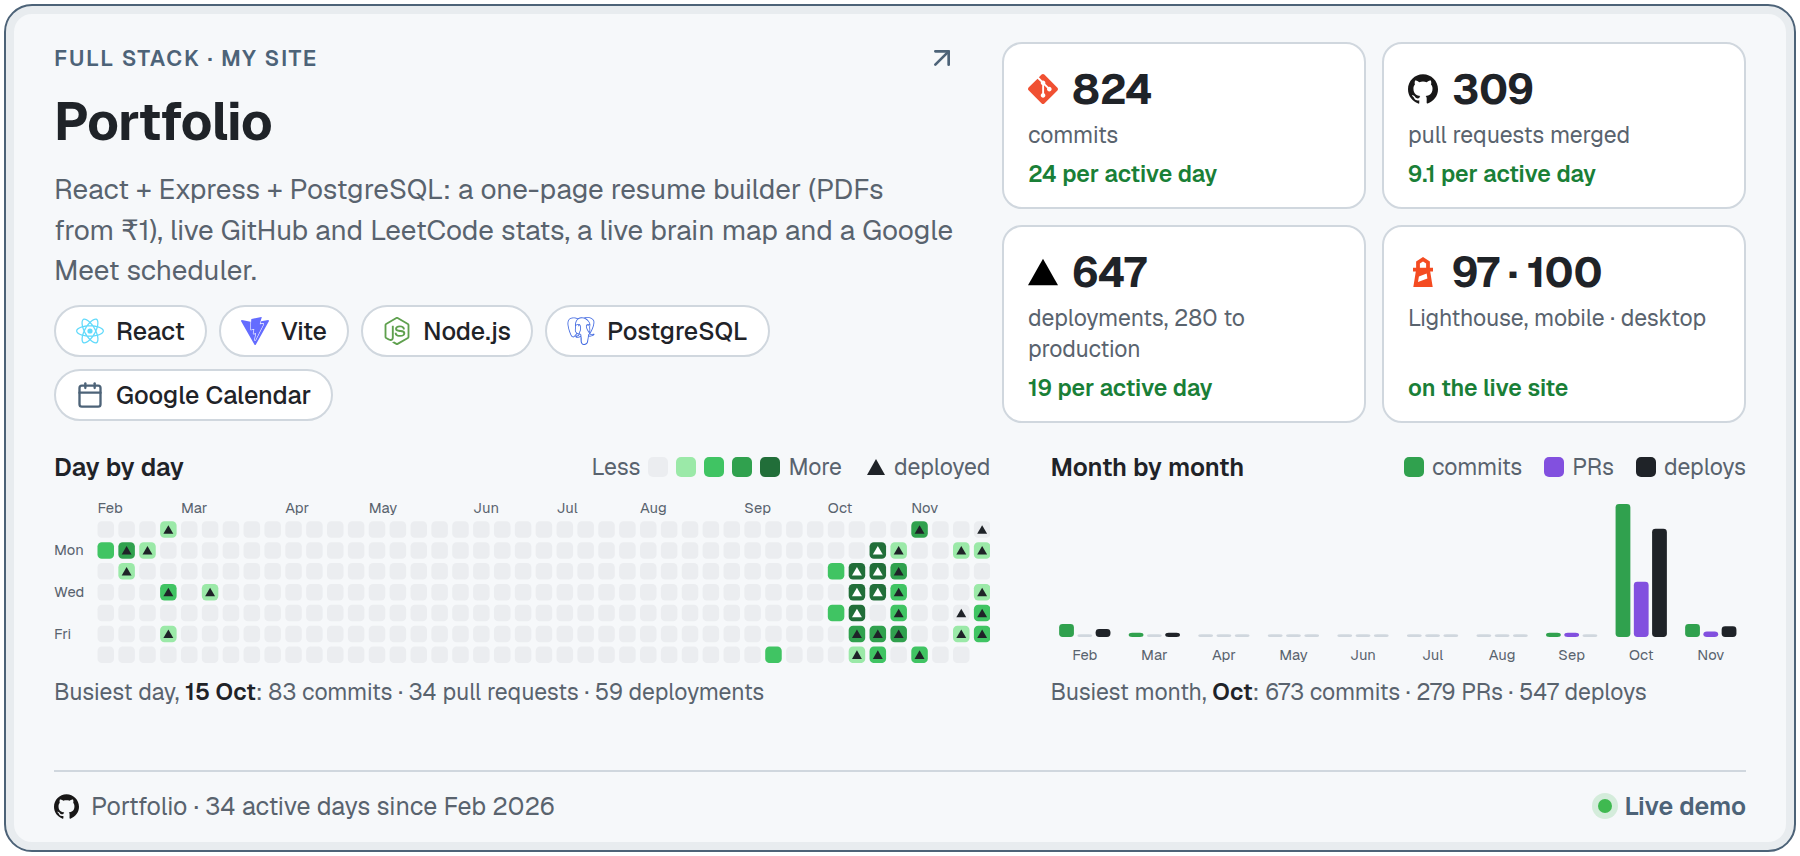 FULL STACK · MY SITE
Portfolio
React + Express + PostgreSQL: a one-page resume builder (PDFs
from ₹1), live GitHub and LeetCode stats, a live brain map and a Google
Meet scheduler.
React
Vite
Node.js
PostgreSQL
Google Calendar
824
commits
24 per active day
309
pull requests merged
9.1 per active day
647
deployments, 280 to
production
19 per active day
97 · 100
Lighthouse, mobile · desktop
on the live site
Day by day
Less
More
deployed
Feb Mar Apr May Jun Jul Aug Sep Oct Nov
Mon
Wed
Fri
Busiest day, 15 Oct: 83 commits · 34 pull requests · 59 deployments
Month by month
commits
PRs
deploys
Feb Mar Apr May Jun Jul Aug Sep Oct Nov
Busiest month, Oct: 673 commits · 279 PRs · 547 deploys
Portfolio · 34 active days since Feb 2026
Live demo